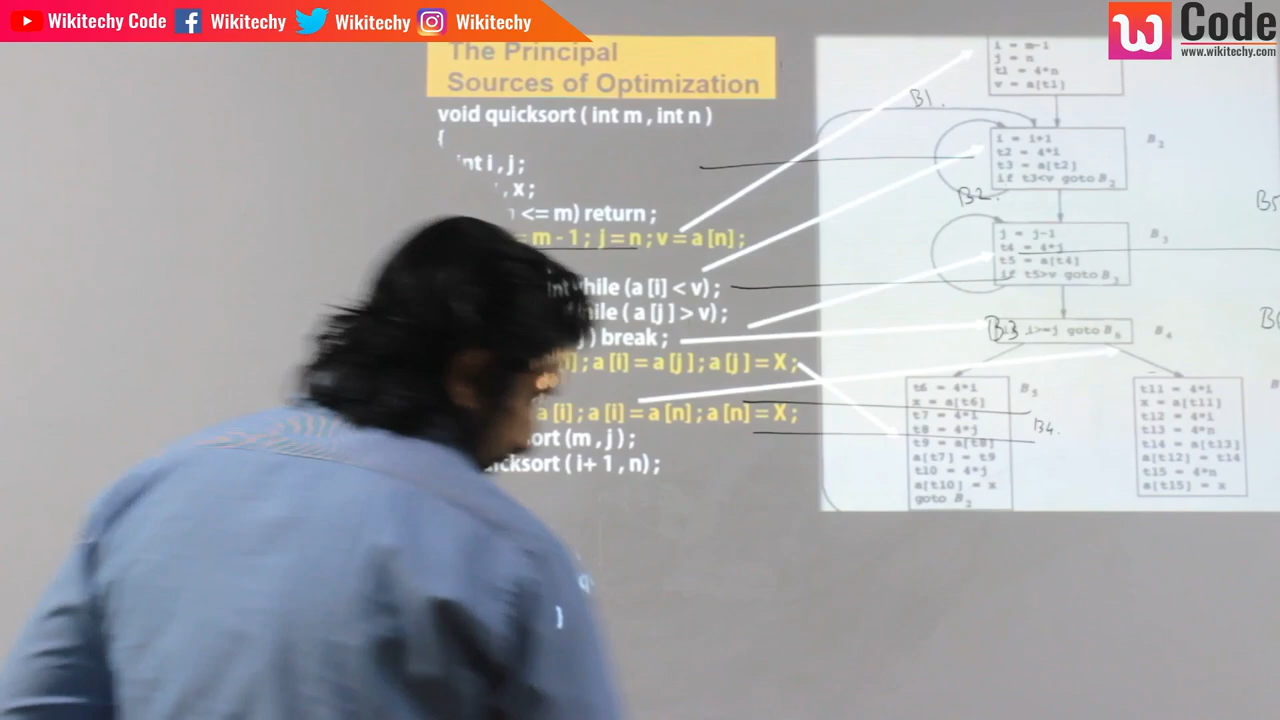 Wikitechy Code Wikitechy Wikitechy Wikitechy
W Code
www.wikitechy.com
The Principal
Sources of Optimization
void quicksort ( int m , int n )
{
int i , j ;
, x ;
<= m) return ;
= m - 1 ; j = n ; v = a [n] ;
while (a [i] < v) ;
while ( a [ j ] > v) ;
) break ;
; a [i] = a [j] ; a [j] = X ;
a [i] ; a [i] = a [n] ; a [n] = X ;
sort (m , j ) ;
quicksort ( i+ 1 , n) ;
}
i = m-1
j = n
t1 = 4*n
v = a[t1]
B1.
i = i+1
t2 = 4*i
t3 = a[t2]
if t3<v goto B2
B2
B2.
j = j-1
t4 = 4*j
t5 = a[t4]
if t5>v goto B3
B3
B3 i>=j goto B6
B4
t6 = 4*i
x = a[t6]
t7 = 4*i
t8 = 4*j
t9 = a[t8]
a[t7] = t9
t10 = 4*j
a[t10] = x
goto B2
B5
B4.
t11 = 4*i
x = a[t11]
t12 = 4*i
t13 = 4*n
t14 = a[t13]
a[t12] = t14
t15 = 4*n
a[t15] = x
B5